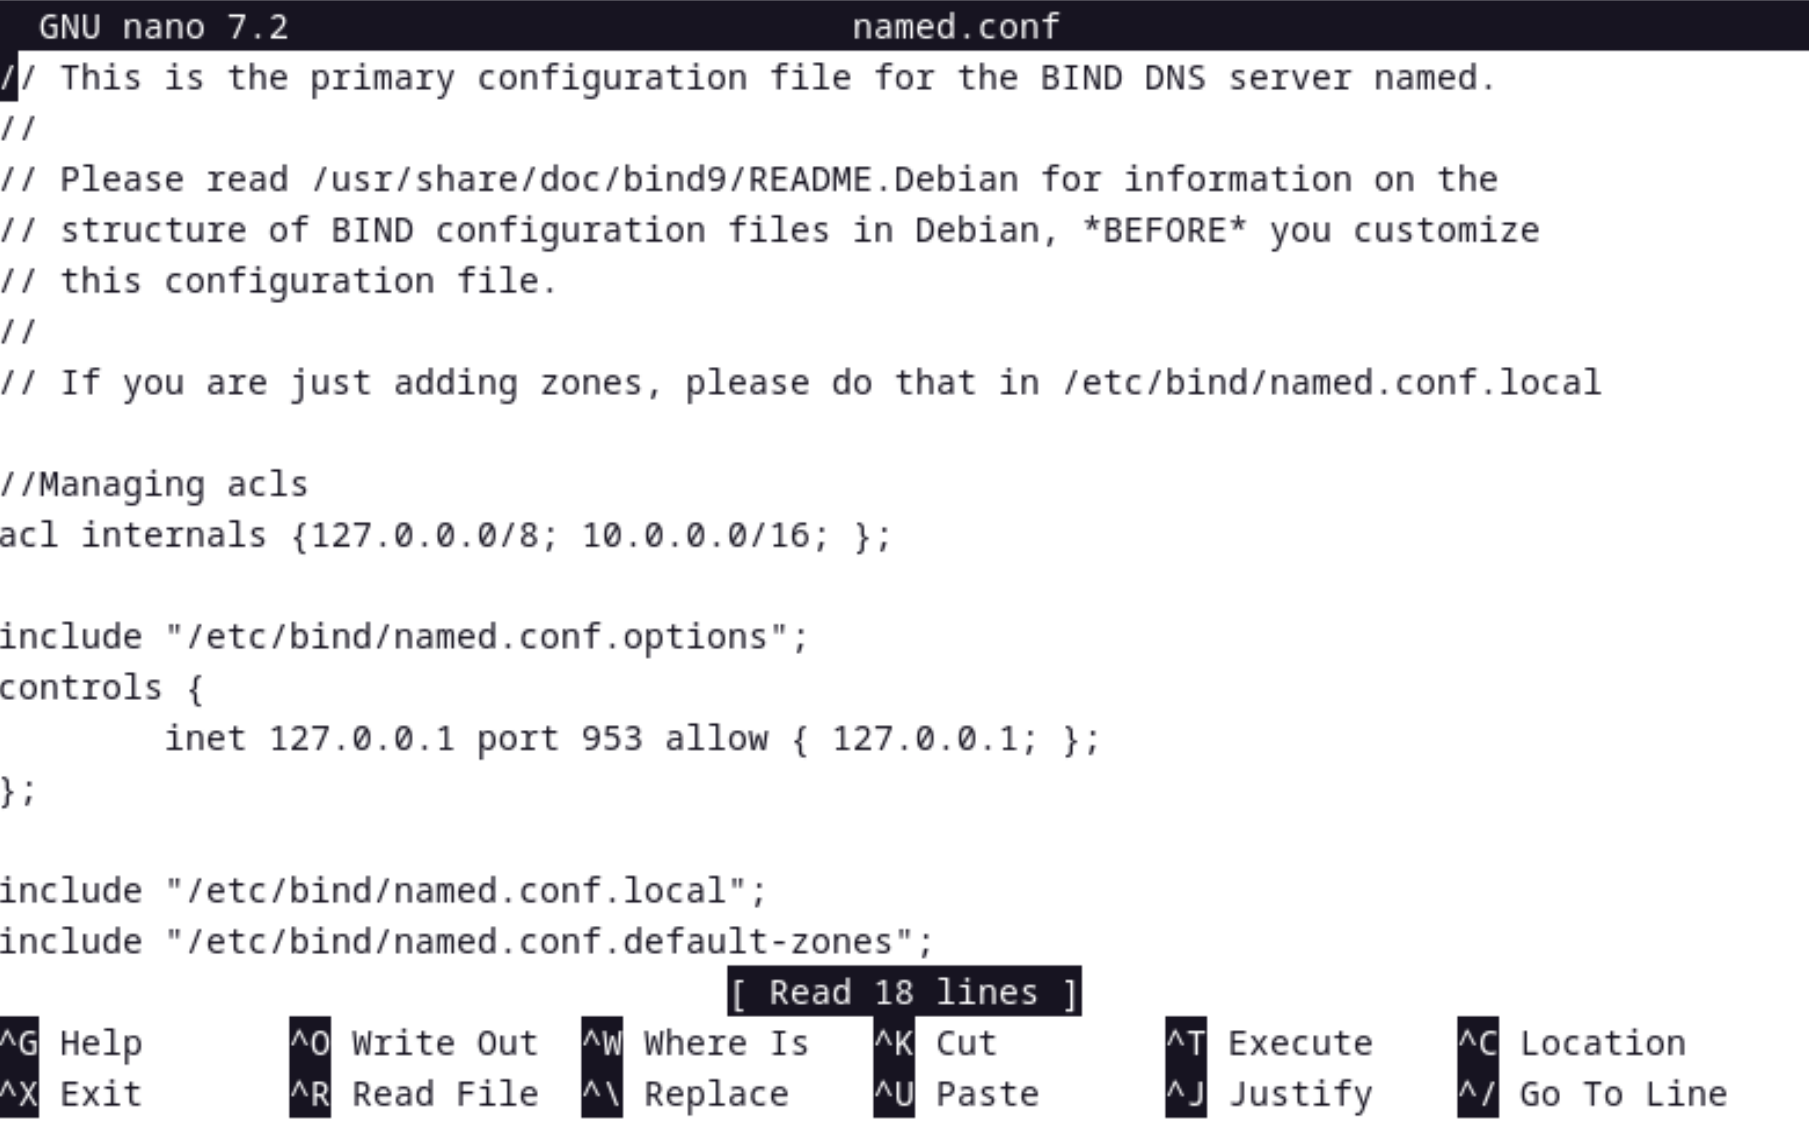 GNU nano 7.2 named.conf
// This is the primary configuration file for the BIND DNS server named.
//
// Please read /usr/share/doc/bind9/README.Debian for information on the
// structure of BIND configuration files in Debian, *BEFORE* you customize
// this configuration file.
//
// If you are just adding zones, please do that in /etc/bind/named.conf.local

//Managing acls
acl internals {127.0.0.0/8; 10.0.0.0/16; };

include "/etc/bind/named.conf.options";
controls {
        inet 127.0.0.1 port 953 allow { 127.0.0.1; };
};

include "/etc/bind/named.conf.local";
include "/etc/bind/named.conf.default-zones";
[ Read 18 lines ]
^G Help ^O Write Out ^W Where Is ^K Cut ^T Execute ^C Location
^X Exit ^R Read File ^\ Replace ^U Paste ^J Justify ^/ Go To Line